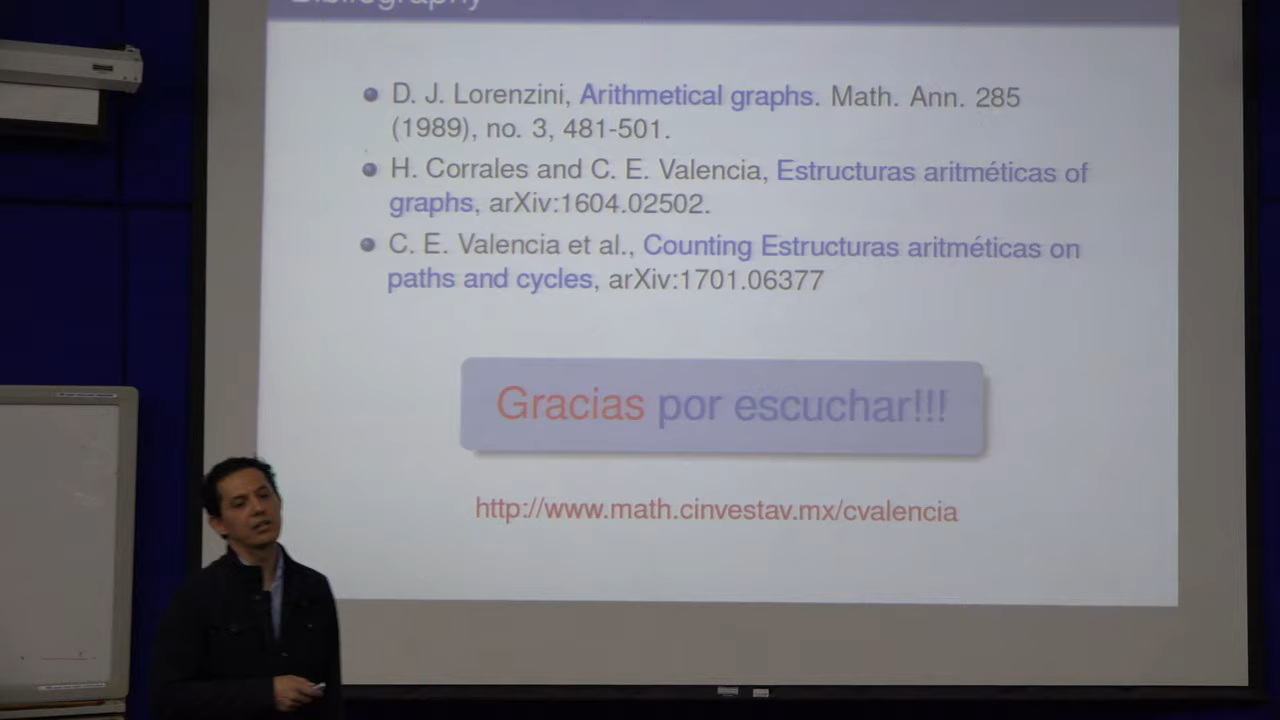 Bibliography
D. J. Lorenzini, Arithmetical graphs. Math. Ann. 285
(1989), no. 3, 481-501.
H. Corrales and C. E. Valencia, Estructuras aritméticas of
graphs, arXiv:1604.02502.
C. E. Valencia et al., Counting Estructuras aritméticas on
paths and cycles, arXiv:1701.06377
Gracias por escuchar!!!
http://www.math.cinvestav.mx/cvalencia